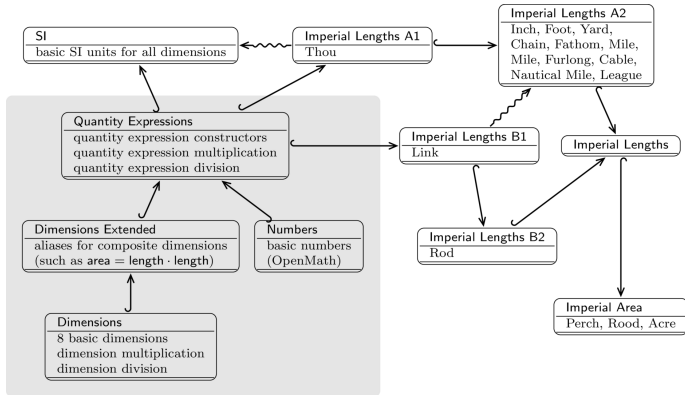 SI
basic SI units for all dimensions
Imperial Lengths A1
Thou
Imperial Lengths A2
Inch, Foot, Yard,
Chain, Fathom, Mile,
Mile, Furlong, Cable,
Nautical Mile, League
Quantity Expressions
quantity expression constructors
quantity expression multiplication
quantity expression division
Imperial Lengths B1
Link
Imperial Lengths
Dimensions Extended
aliases for composite dimensions
(such as area = length · length)
Numbers
basic numbers
(OpenMath)
Imperial Lengths B2
Rod
Dimensions
8 basic dimensions
dimension multiplication
dimension division
Imperial Area
Perch, Rood, Acre